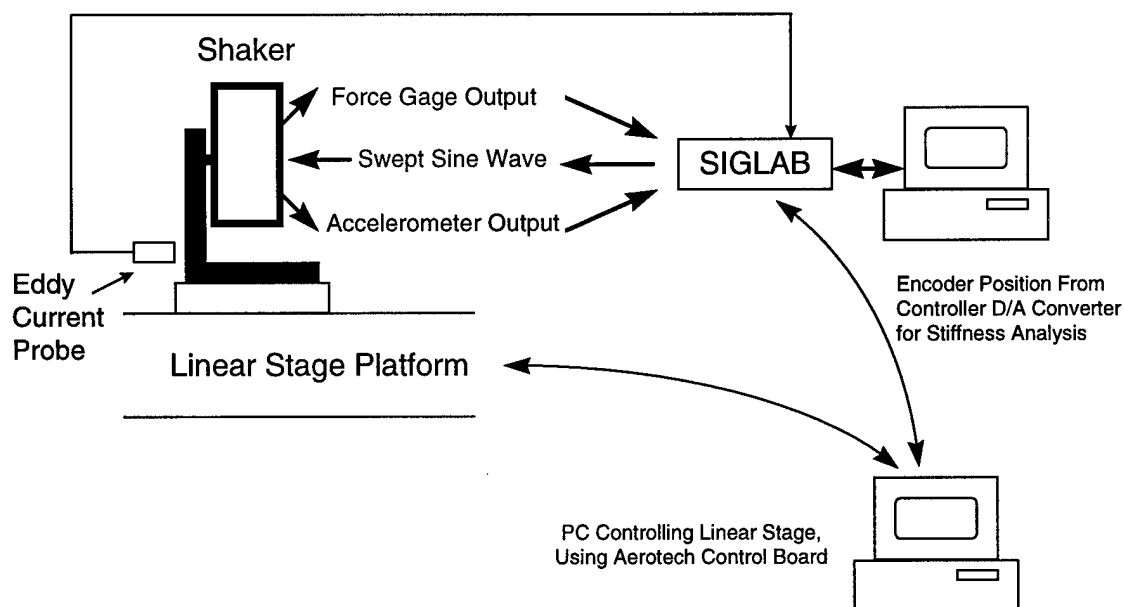 Shaker
Force Gage Output
Swept Sine Wave
Accelerometer Output
SIGLAB
Eddy
Current
Probe
Encoder Position From
Controller D/A Converter
for Stiffness Analysis
Linear Stage Platform
PC Controlling Linear Stage,
Using Aerotech Control Board